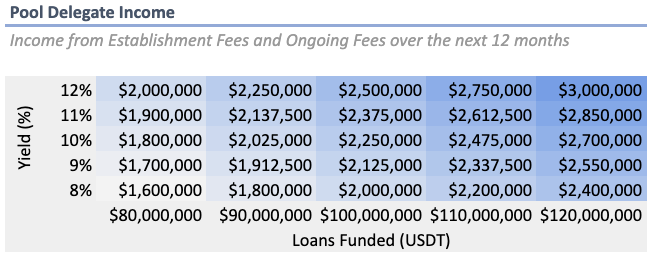 Pool Delegate Income
Income from Establishment Fees and Ongoing Fees over the next 12 months
Yield (%)
12% $2,000,000 $2,250,000 $2,500,000 $2,750,000 $3,000,000
11% $1,900,000 $2,137,500 $2,375,000 $2,612,500 $2,850,000
10% $1,800,000 $2,025,000 $2,250,000 $2,475,000 $2,700,000
9% $1,700,000 $1,912,500 $2,125,000 $2,337,500 $2,550,000
8% $1,600,000 $1,800,000 $2,000,000 $2,200,000 $2,400,000
$80,000,000 $90,000,000 $100,000,000 $110,000,000 $120,000,000
Loans Funded (USDT)